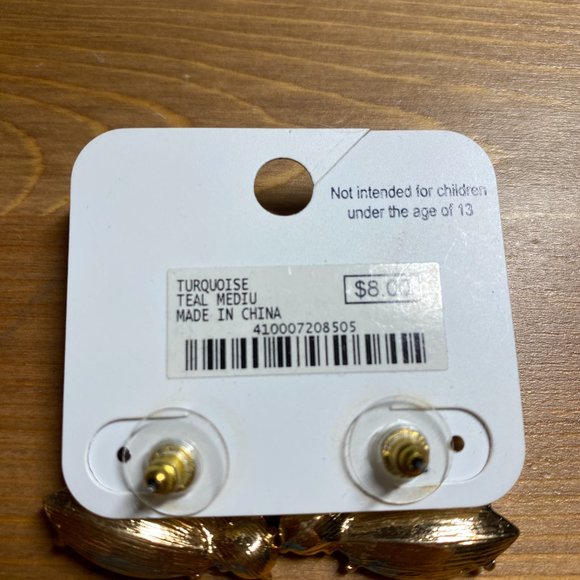 Not intended for children
under the age of 13
TURQUOISE
TEAL MEDIU
MADE IN CHINA
$8.00
410007208505